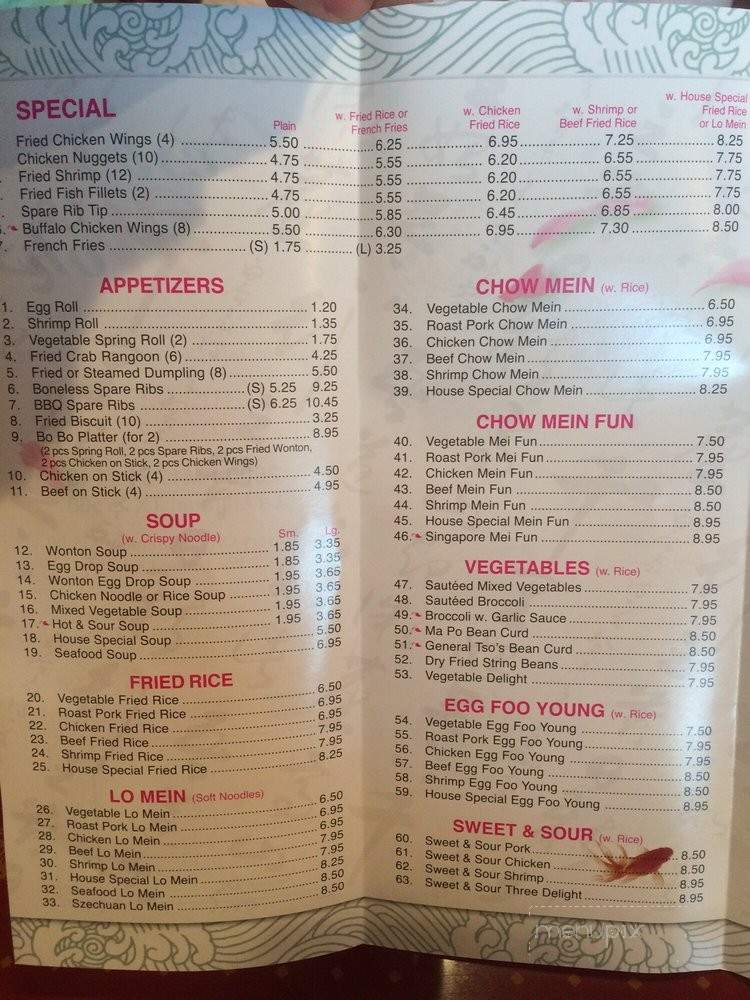 SPECIAL
Plain
w. Fried Rice or
French Fries
w. Chicken
Fried Rice
w. Shrimp or
Beef Fried Rice
w. House Special
Fried Rice
or Lo Mein
Fried Chicken Wings (4) 5.50 6.25 6.95 7.25 8.25
Chicken Nuggets (10) 4.75 5.55 6.20 6.55 7.75
Fried Shrimp (12) 4.75 5.55 6.20 6.55 7.75
Fried Fish Fillets (2) 4.75 5.55 6.20 6.55 7.75
Spare Rib Tip 5.00 5.85 6.45 6.85 8.00
Buffalo Chicken Wings (8) 5.50 6.30 6.95 7.30 8.50
French Fries (S) 1.75 (L) 3.25
APPETIZERS
1. Egg Roll 1.20
2. Shrimp Roll 1.35
3. Vegetable Spring Roll (2) 1.75
4. Fried Crab Rangoon (6) 4.25
5. Fried or Steamed Dumpling (8) 5.50
6. Boneless Spare Ribs (S) 5.25 9.25
7. BBQ Spare Ribs (S) 6.25 10.45
8. Fried Biscuit (10) 3.25
9. Bo Bo Platter (for 2) 8.95
(2 pcs Spring Roll, 2 pcs Spare Ribs, 2 pcs Fried Wonton,
2 pcs Chicken on Stick, 2 pcs Chicken Wings)
10. Chicken on Stick (4) 4.50
11. Beef on Stick (4) 4.95
SOUP
(w. Crispy Noodle) Sm. Lg.
12. Wonton Soup 1.85 3.35
13. Egg Drop Soup 1.85 3.35
14. Wonton Egg Drop Soup 1.95 3.65
15. Chicken Noodle or Rice Soup 1.95 3.65
16. Mixed Vegetable Soup 1.95 3.65
17. Hot & Sour Soup 1.95 3.65
18. House Special Soup 5.50
19. Seafood Soup 6.95
FRIED RICE
20. Vegetable Fried Rice 6.50
21. Roast Pork Fried Rice 6.95
22. Chicken Fried Rice 6.95
23. Beef Fried Rice 7.95
24. Shrimp Fried Rice 7.95
25. House Special Fried Rice 8.25
LO MEIN (Soft Noodles)
26. Vegetable Lo Mein 6.50
27. Roast Pork Lo Mein 6.95
28. Chicken Lo Mein 6.95
29. Beef Lo Mein 7.95
30. Shrimp Lo Mein 7.95
31. House Special Lo Mein 8.25
32. Seafood Lo Mein 8.50
33. Szechuan Lo Mein 8.50
CHOW MEIN (w. Rice)
34. Vegetable Chow Mein 6.50
35. Roast Pork Chow Mein 6.95
36. Chicken Chow Mein 6.95
37. Beef Chow Mein 7.95
38. Shrimp Chow Mein 7.95
39. House Special Chow Mein 8.25
CHOW MEIN FUN
40. Vegetable Mei Fun 7.50
41. Roast Pork Mei Fun 7.95
42. Chicken Mein Fun 7.95
43. Beef Mein Fun 8.50
44. Shrimp Mein Fun 8.50
45. House Special Mein Fun 8.95
46. Singapore Mei Fun 8.95
VEGETABLES (w. Rice)
47. Sautéed Mixed Vegetables 7.95
48. Sautéed Broccoli 7.95
49. Broccoli w. Garlic Sauce 7.95
50. Ma Po Bean Curd 8.50
51. General Tso's Bean Curd 8.50
52. Dry Fried String Beans 7.95
53. Vegetable Delight 7.95
EGG FOO YOUNG (w. Rice)
54. Vegetable Egg Foo Young 7.50
55. Roast Pork Egg Foo Young 7.95
56. Chicken Egg Foo Young 7.95
57. Beef Egg Foo Young 8.50
58. Shrimp Egg Foo Young 8.50
59. House Special Egg Foo Young 8.95
SWEET & SOUR (w. Rice)
60. Sweet & Sour Pork 8.50
61. Sweet & Sour Chicken 8.50
62. Sweet & Sour Shrimp 8.95
63. Sweet & Sour Three Delight 8.95
menupix